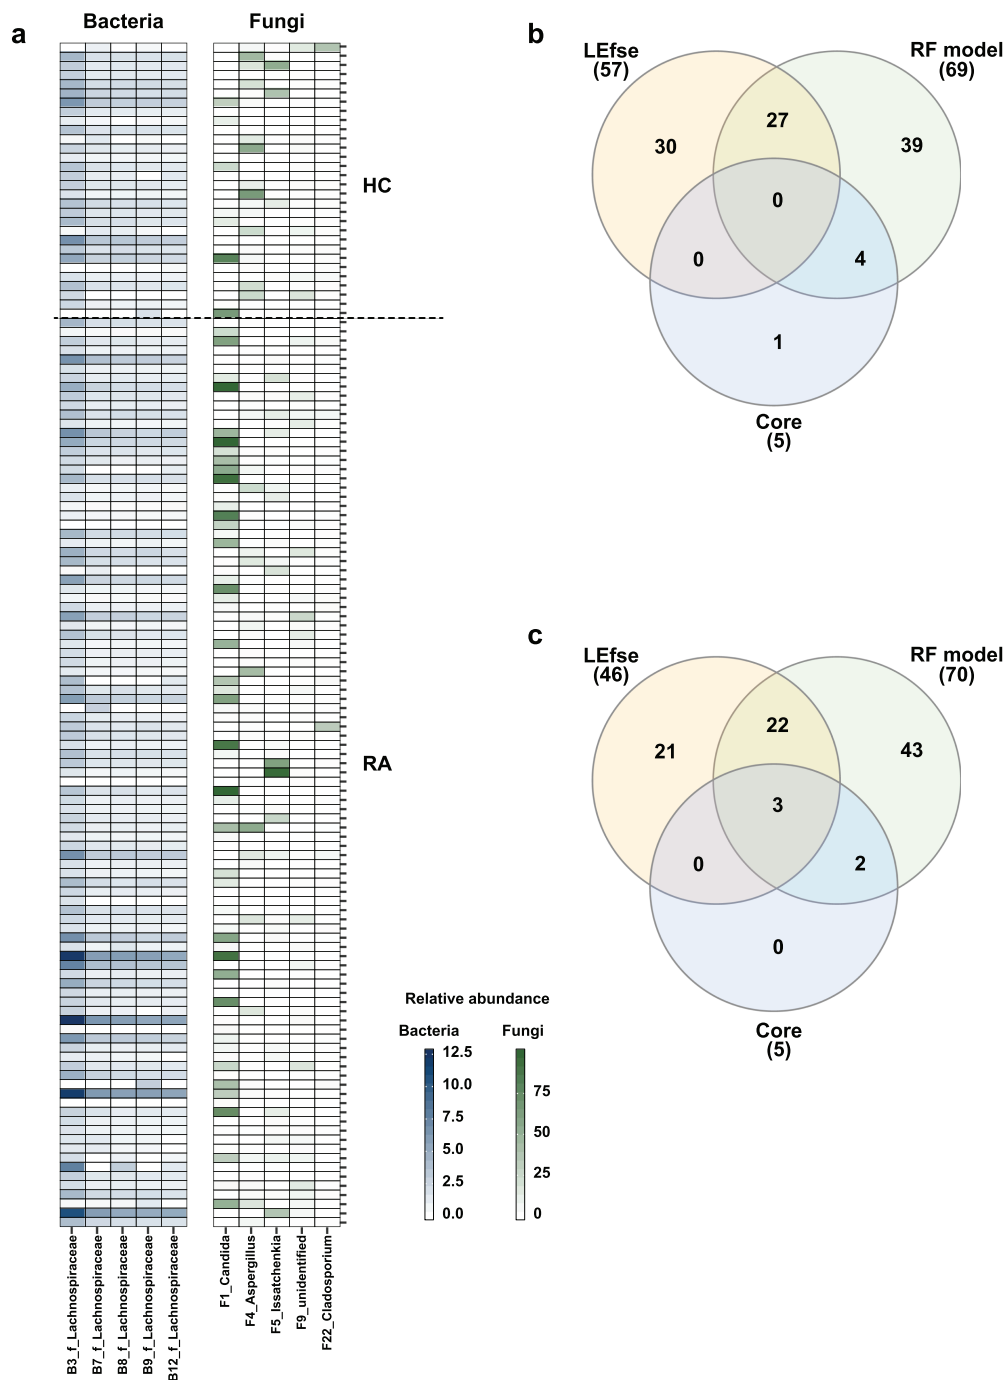 a
Bacteria
Fungi
HC
RA
Relative abundance
Bacteria
Fungi
12.5
10.0
7.5
5.0
2.5
0.0
75
50
25
0
B3_f_Lachnospiraceae
B7_f_Lachnospiraceae
B8_f_Lachnospiraceae
B9_f_Lachnospiraceae
B12_f_Lachnospiraceae
F1_Candida
F4_Aspergillus
F5_Issatchenkia
F9_unidentified
F22_Cladosporium
b
LEfse
(57)
RF model
(69)
30
27
39
0
0
4
1
Core
(5)
c
LEfse
(46)
RF model
(70)
21
22
43
3
0
2
0
Core
(5)